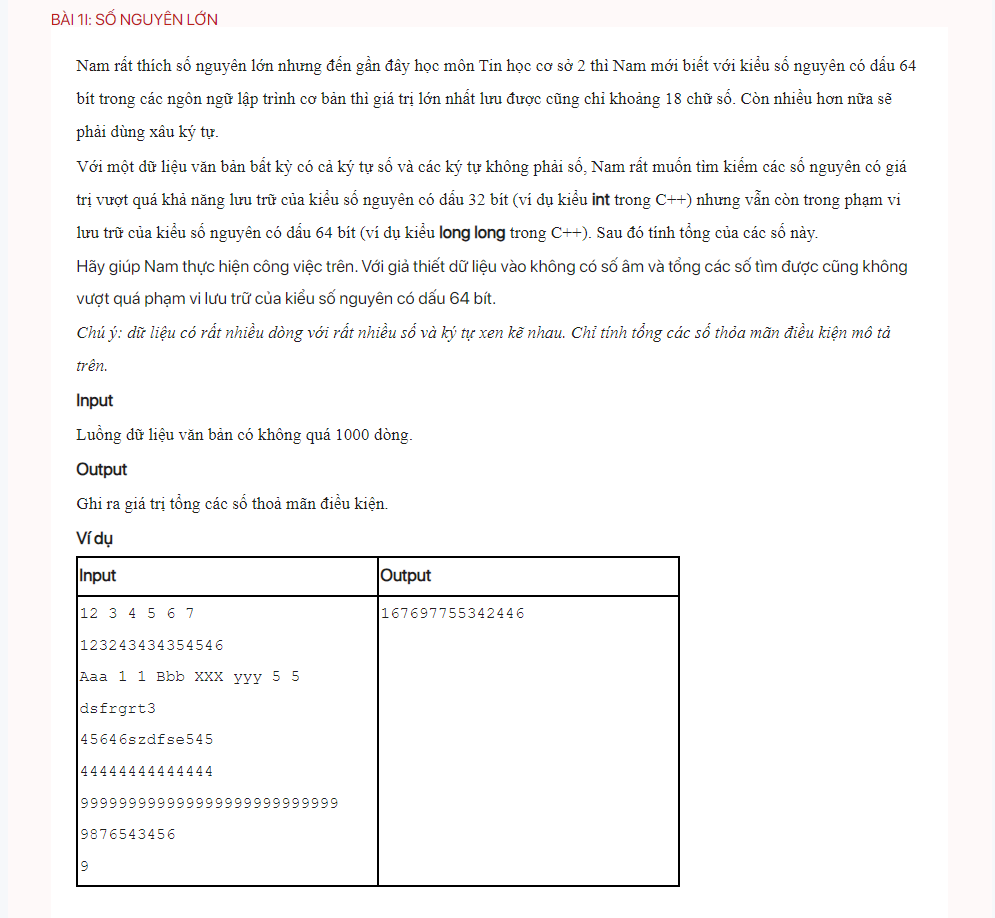 BÀI 1I: SỐ NGUYÊN LỚN
Nam rất thích số nguyên lớn nhưng đến gần đây học môn Tin học cơ sở 2 thì Nam mới biết với kiểu số nguyên có dấu 64
bít trong các ngôn ngữ lập trình cơ bản thì giá trị lớn nhất lưu được cũng chỉ khoảng 18 chữ số. Còn nhiều hơn nữa sẽ
phải dùng xâu ký tự.
Với một dữ liệu văn bản bất kỳ có cả ký tự số và các ký tự không phải số, Nam rất muốn tìm kiếm các số nguyên có giá
trị vượt quá khả năng lưu trữ của kiểu số nguyên có dấu 32 bít (ví dụ kiểu int trong C++) nhưng vẫn còn trong phạm vi
lưu trữ của kiểu số nguyên có dấu 64 bít (ví dụ kiểu long long trong C++). Sau đó tính tổng của các số này.
Hãy giúp Nam thực hiện công việc trên. Với giả thiết dữ liệu vào không có số âm và tổng các số tìm được cũng không
vượt quá phạm vi lưu trữ của kiểu số nguyên có dấu 64 bít.
Chú ý: dữ liệu có rất nhiều dòng với rất nhiều số và ký tự xen kẽ nhau. Chỉ tính tổng các số thỏa mãn điều kiện mô tả
trên.
Input
Luồng dữ liệu văn bản có không quá 1000 dòng.
Output
Ghi ra giá trị tổng các số thoả mãn điều kiện.
Ví dụ
Input Output
12 3 4 5 6 7 167697755342446
123243434354546
Aaa 1 1 Bbb XXX yyy 5 5
dsfrgrt3
45646szdfse545
44444444444444
999999999999999999999999999
9876543456
9